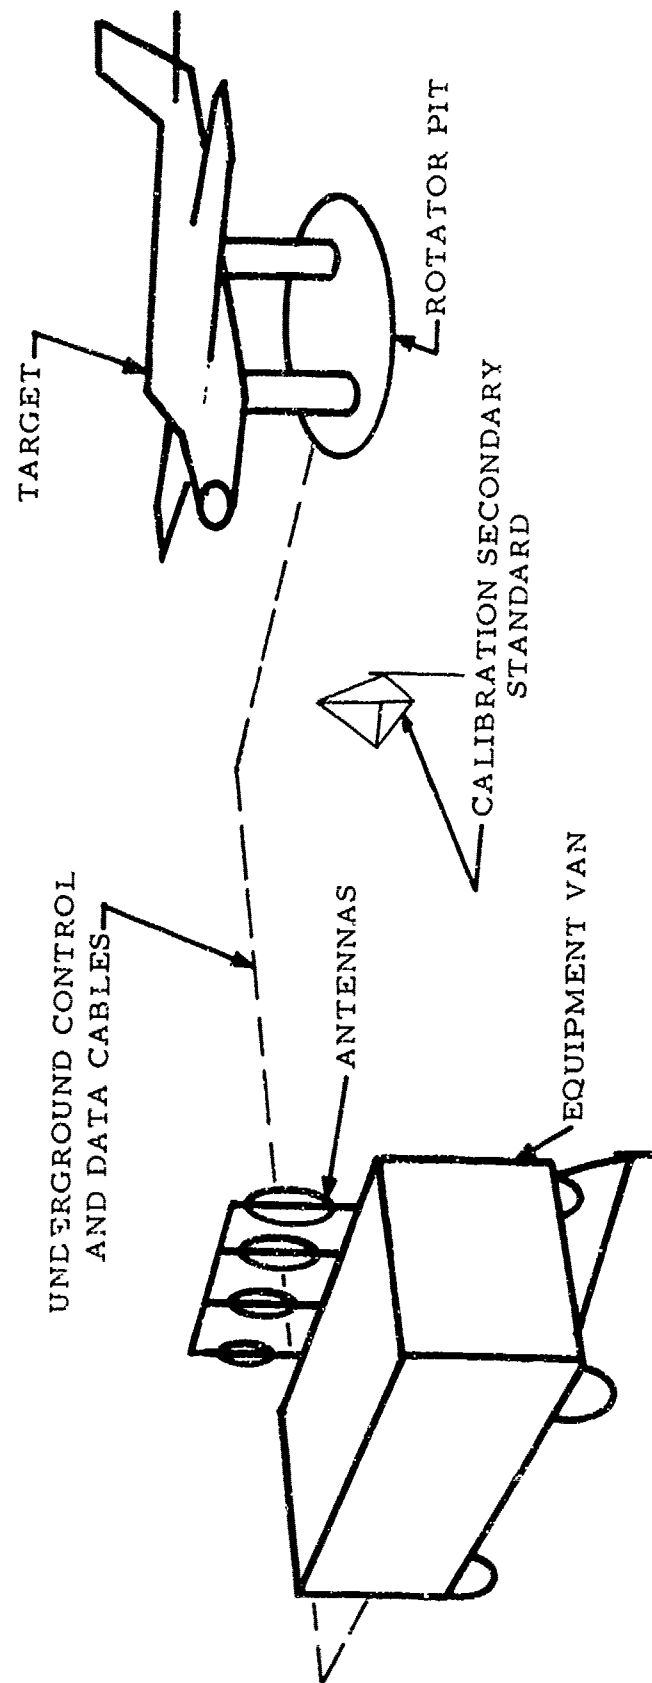 TARGET
ROTATOR PIT
UNDERGROUND CONTROL
AND DATA CABLES
CALIBRATION SECONDARY
STANDARD
ANTENNAS
EQUIPMENT VAN